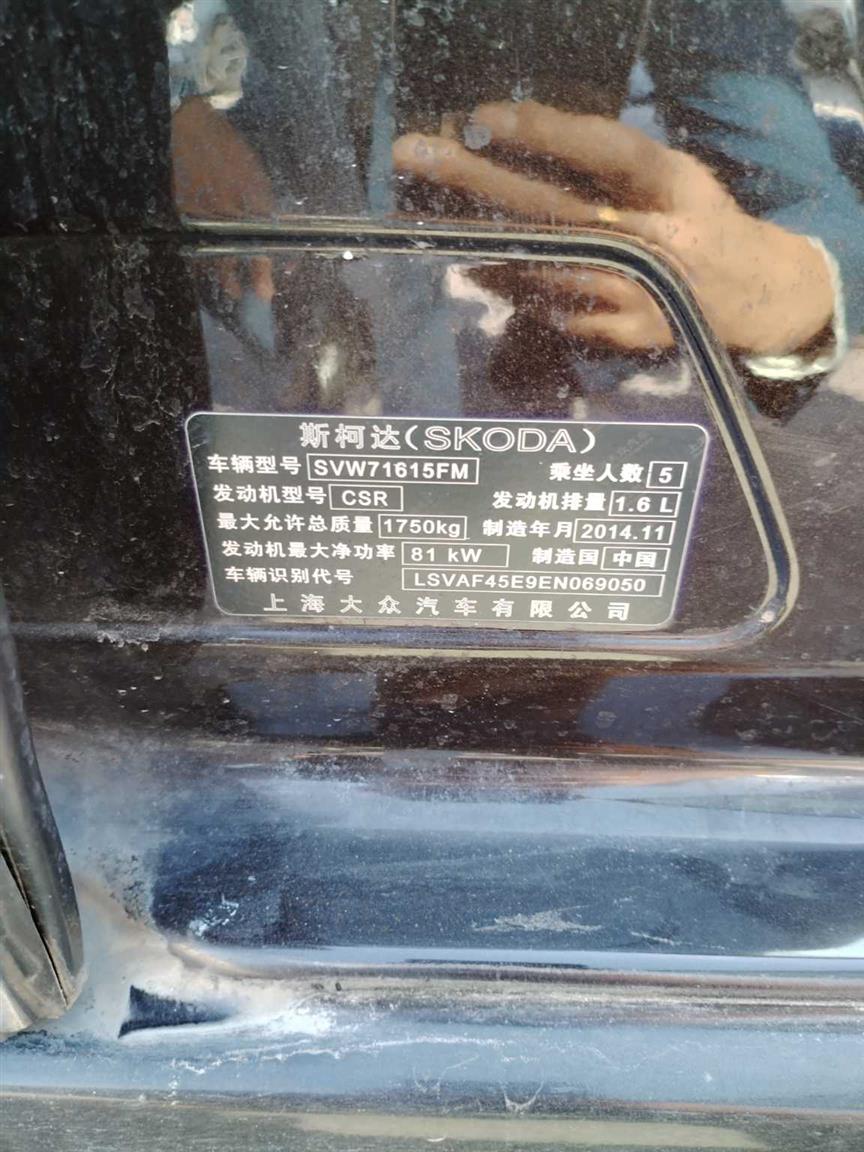 斯柯达(SKODA)
车辆型号 SVW71615FM 乘坐人数 5
发动机型号 CSR 发动机排量 1.6 L
最大允许总质量 1750kg 制造年月 2014.11
发动机最大净功率 81 kW 制造国 中国
车辆识别代号 LSVAF45E9EN069050
上海大众汽车有限公司